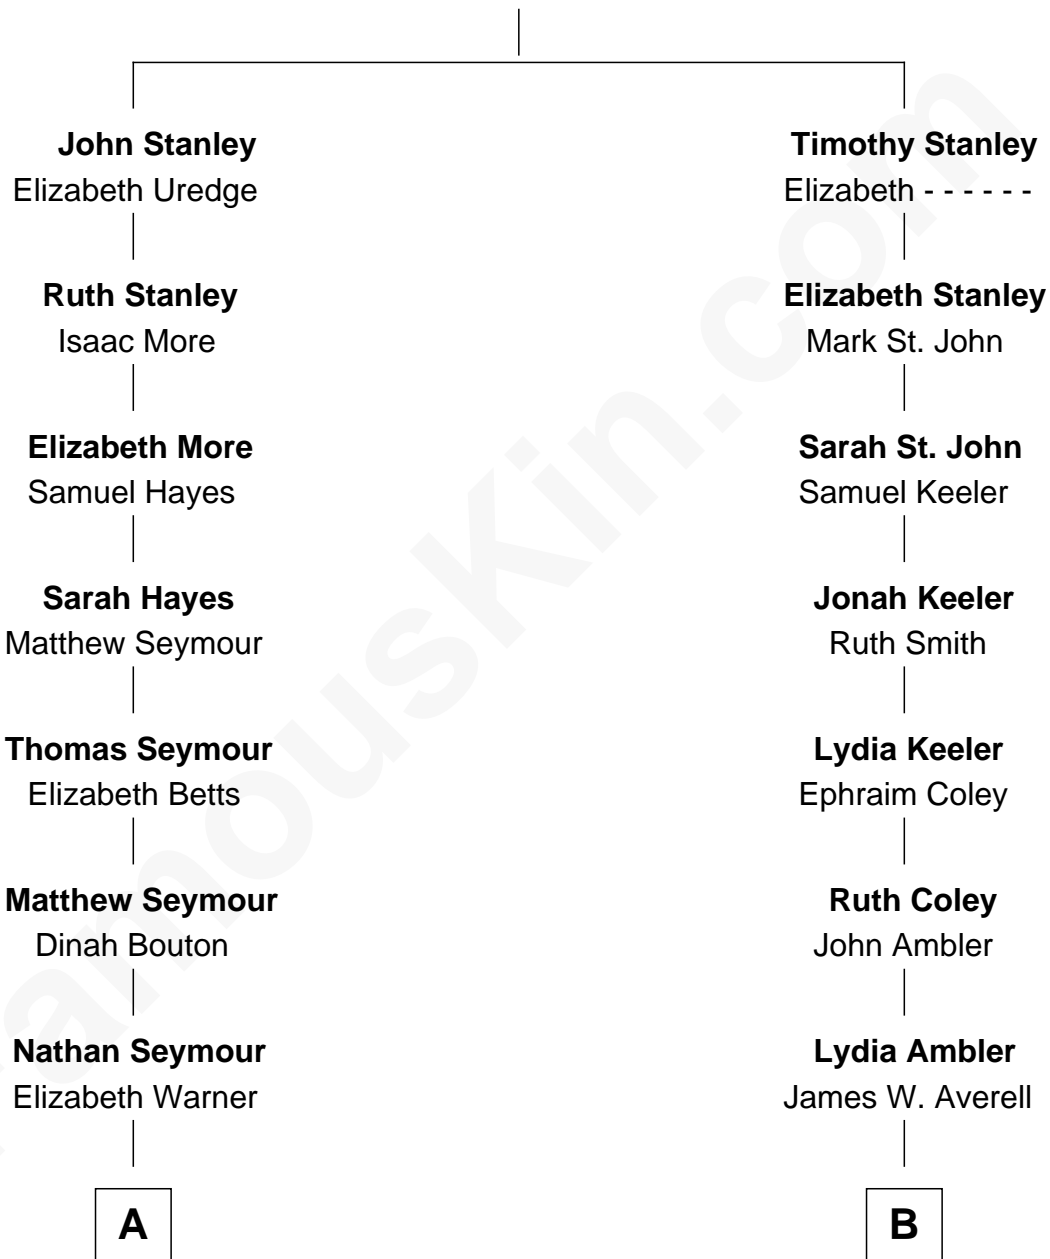 John Stanley
Elizabeth Uredge
Ruth Stanley
Isaac More
Elizabeth More
Samuel Hayes
Sarah Hayes
Matthew Seymour
Thomas Seymour
Elizabeth Betts
Matthew Seymour
Dinah Bouton
Nathan Seymour
Elizabeth Warner
A
Timothy Stanley
Elizabeth - - - - - -
Elizabeth Stanley
Mark St. John
Sarah St. John
Samuel Keeler
Jonah Keeler
Ruth Smith
Lydia Keeler
Ephraim Coley
Ruth Coley
John Ambler
Lydia Ambler
James W. Averell
B
FamousKin.com